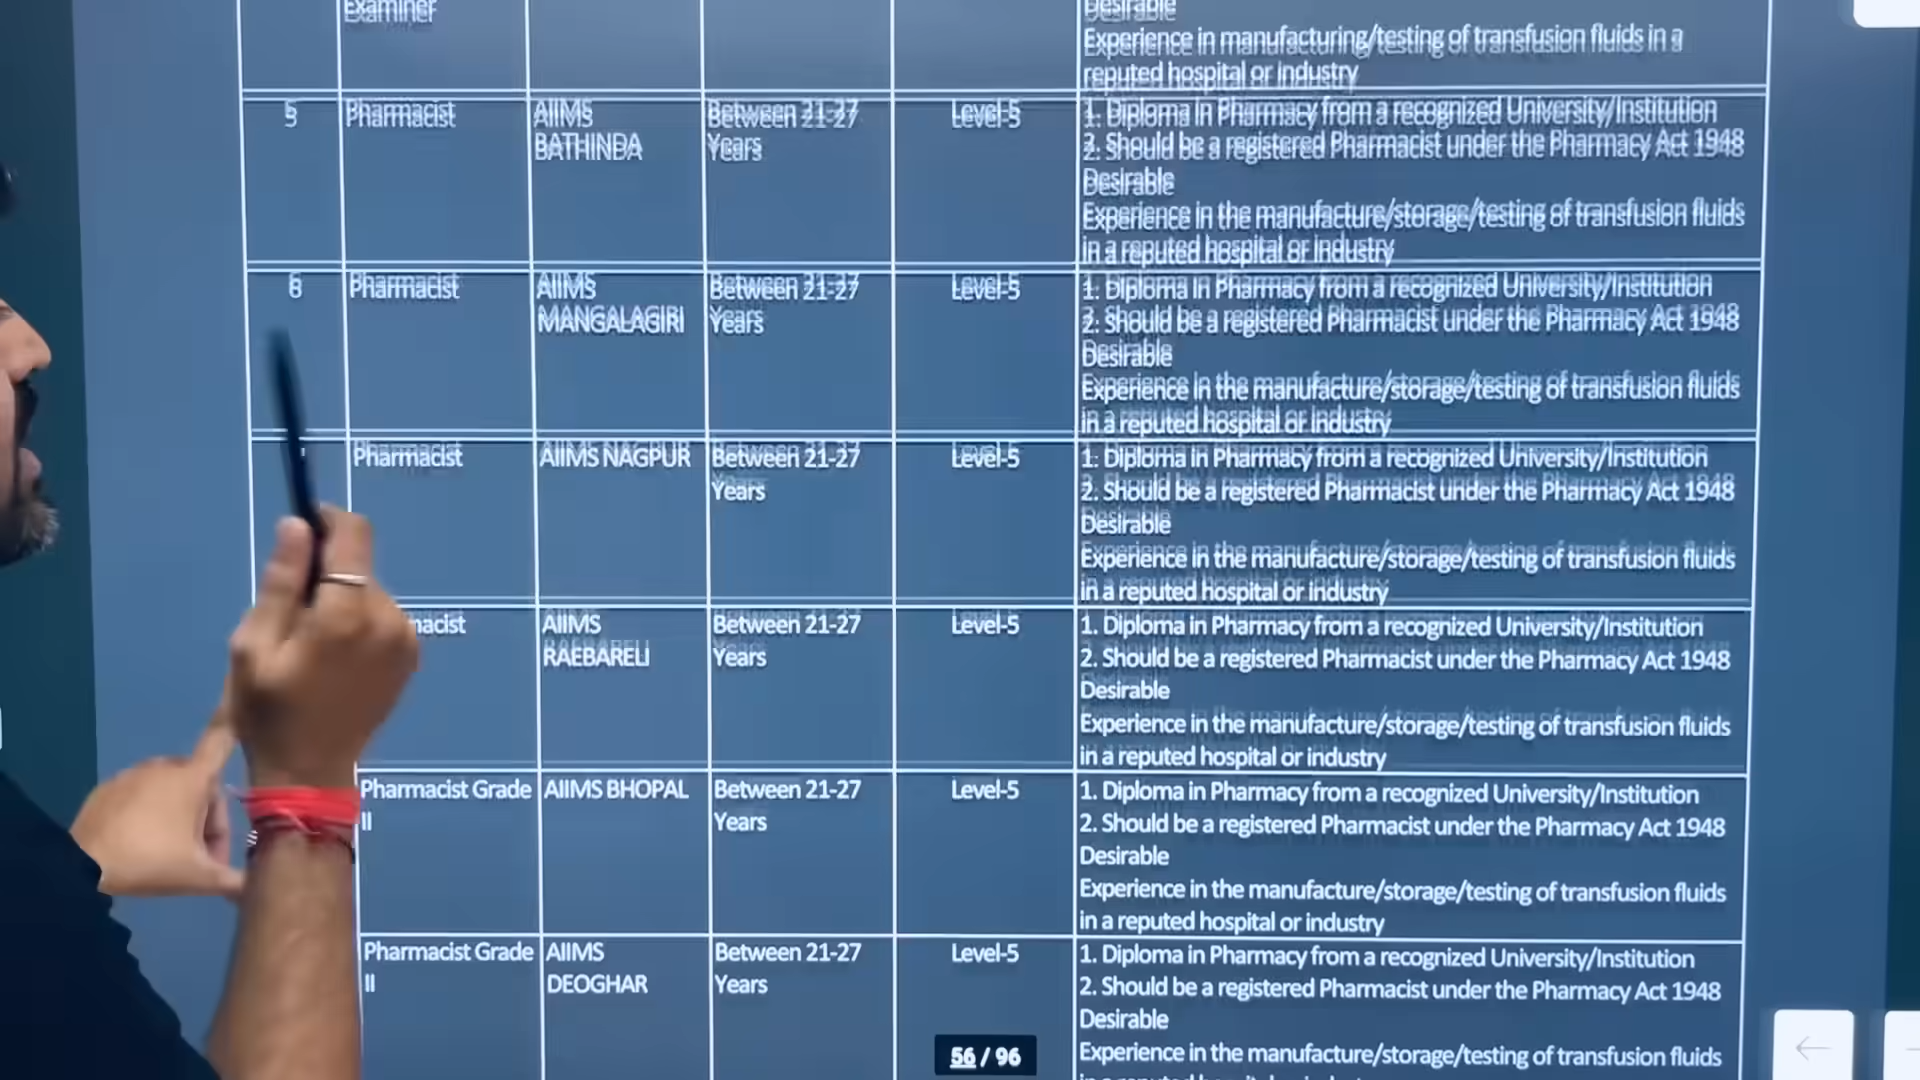 Examiner
Desirable
Experience in manufacturing/testing of transfusion fluids in a
reputed hospital or industry
5 Pharmacist AIIMS Between 21-27 Level-5 1. Diploma in Pharmacy from a recognized University/Institution
BATHINDA Years 2. Should be a registered Pharmacist under the Pharmacy Act 1948
Desirable
Experience in the manufacture/storage/testing of transfusion fluids
in a reputed hospital or industry
6 Pharmacist AIIMS Between 21-27 Level-5 1. Diploma in Pharmacy from a recognized University/Institution
MANGALAGIRI Years 2. Should be a registered Pharmacist under the Pharmacy Act 1948
Desirable
Experience in the manufacture/storage/testing of transfusion fluids
in a reputed hospital or industry
Pharmacist AIIMS NAGPUR Between 21-27 Level-5 1. Diploma in Pharmacy from a recognized University/Institution
Years 2. Should be a registered Pharmacist under the Pharmacy Act 1948
Desirable
Experience in the manufacture/storage/testing of transfusion fluids
in a reputed hospital or industry
macist AIIMS Between 21-27 Level-5 1. Diploma in Pharmacy from a recognized University/Institution
RAEBARELI Years 2. Should be a registered Pharmacist under the Pharmacy Act 1948
Desirable
Experience in the manufacture/storage/testing of transfusion fluids
in a reputed hospital or industry
Pharmacist Grade AIIMS BHOPAL Between 21-27 Level-5 1. Diploma in Pharmacy from a recognized University/Institution
II Years 2. Should be a registered Pharmacist under the Pharmacy Act 1948
Desirable
Experience in the manufacture/storage/testing of transfusion fluids
in a reputed hospital or industry
Pharmacist Grade AIIMS Between 21-27 Level-5 1. Diploma in Pharmacy from a recognized University/Institution
II DEOGHAR Years 2. Should be a registered Pharmacist under the Pharmacy Act 1948
Desirable
Experience in the manufacture/storage/testing of transfusion fluids
56 / 96